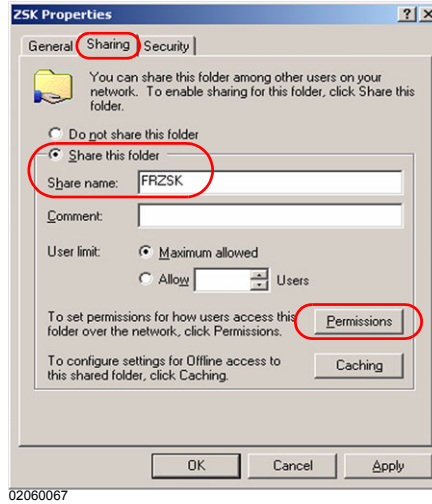 ZSK Properties
General Sharing Security
You can share this folder among other users on your
network. To enable sharing for this folder, click Share this
folder.
Do not share this folder
Share this folder
Share name: FRZSK
Comment:
User limit: Maximum allowed
Allow Users
To set permissions for how users access this
folder over the network, click Permissions.
Permissions
To configure settings for Offline access to
this shared folder, click Caching.
Caching
OK Cancel Apply
02060067